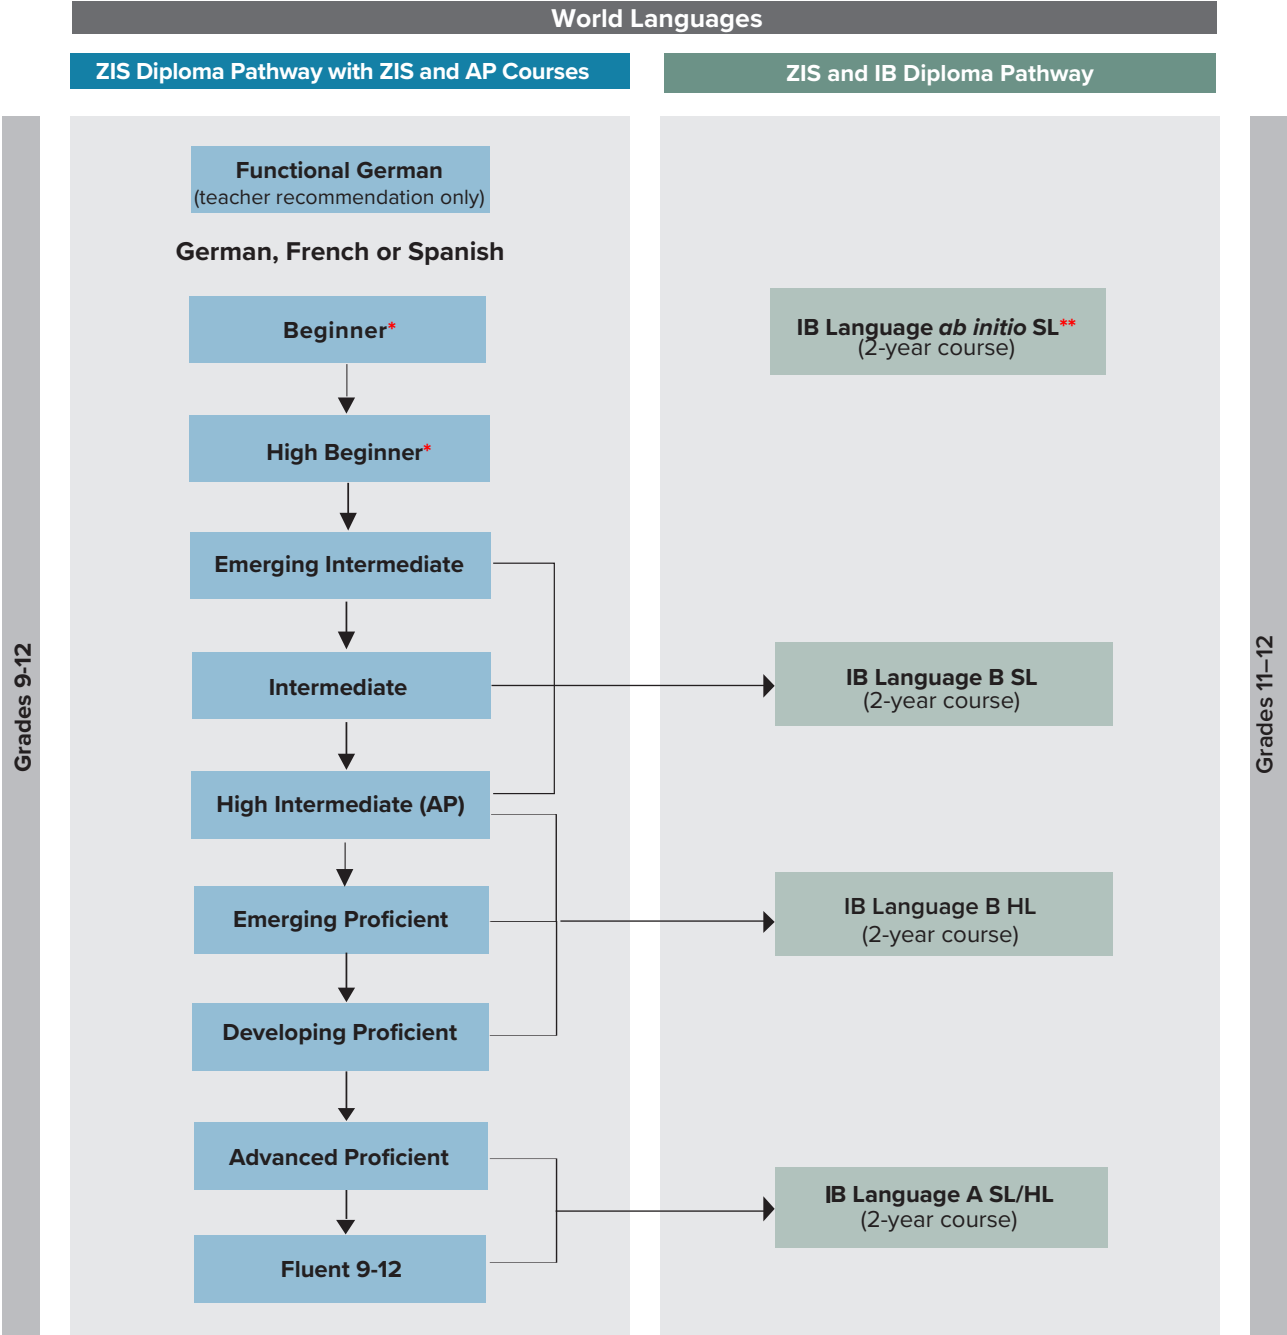 World Languages
ZIS Diploma Pathway with ZIS and AP Courses
ZIS and IB Diploma Pathway
Grades 9-12
Functional German
(teacher recommendation only)
German, French or Spanish
Beginner*
High Beginner*
Emerging Intermediate
Intermediate
High Intermediate (AP)
Emerging Proficient
Developing Proficient
Advanced Proficient
Fluent 9-12
IB Language ab initio SL**
(2-year course)
IB Language B SL
(2-year course)
IB Language B HL
(2-year course)
IB Language A SL/HL
(2-year course)
Grades 11–12